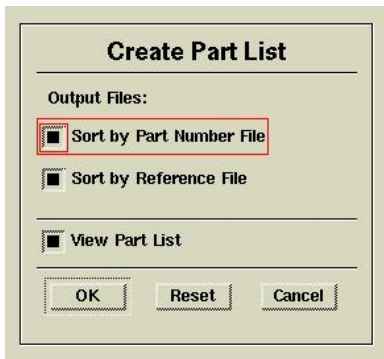 Create Part List
Output Files:
Sort by Part Number File
Sort by Reference File
View Part List
OK Reset Cancel